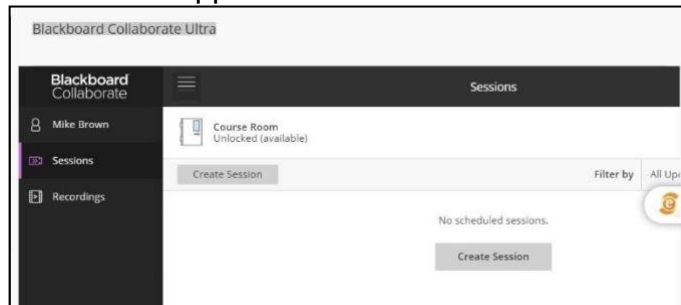 Blackboard Collaborate Ultra
Blackboard
Collaborate
Sessions
Mike Brown
Course Room
Unlocked (available)
Sessions
Create Session
Filter by
Recordings
No scheduled sessions.
Create Session